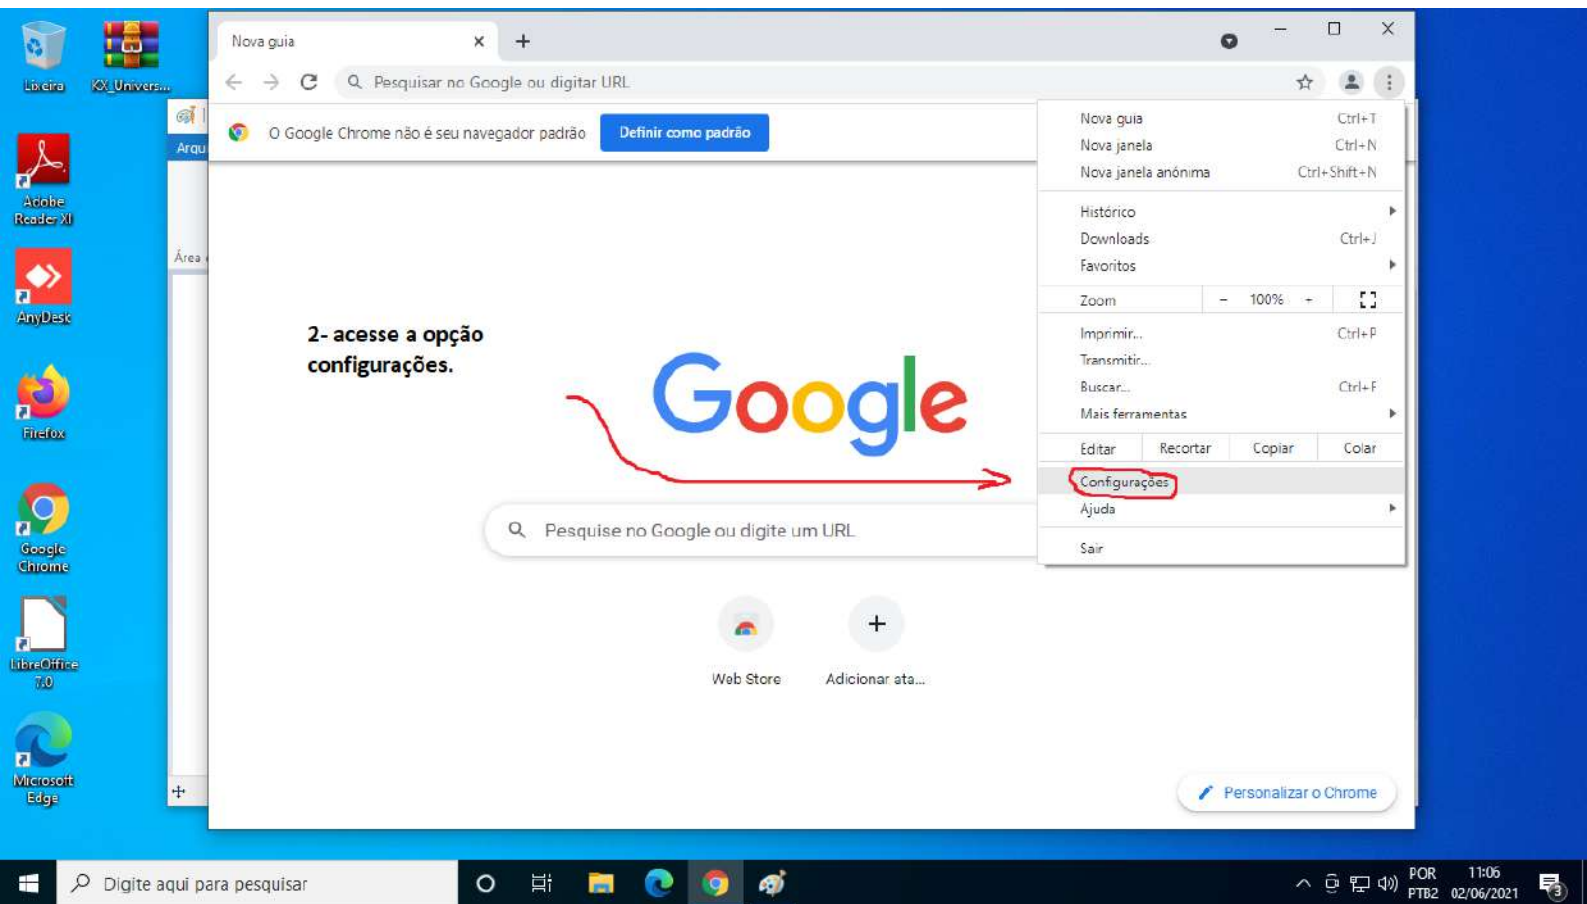 Lixeira
KX_Univers...
Adobe
Reader XI
AnyDesk
Firefox
Google
Chrome
LibreOffice
7.0
Microsoft
Edge
Arqu
Área
Nova guia
Pesquisar no Google ou digitar URL
O Google Chrome não é seu navegador padrão
Definir como padrão
2- acesse a opção
configurações.
Google
Pesquise no Google ou digite um URL
Web Store
Adicionar ata...
Personalizar o Chrome
Nova guia Ctrl+T
Nova janela Ctrl+N
Nova janela anônima Ctrl+Shift+N
Histórico
Downloads Ctrl+J
Favoritos
Zoom - 100% +
Imprimir... Ctrl+P
Transmitir...
Buscar... Ctrl+F
Mais ferramentas
Editar Recortar Copiar Colar
Configurações
Ajuda
Sair
Digite aqui para pesquisar
POR 11:06
PTB2 02/06/2021
3